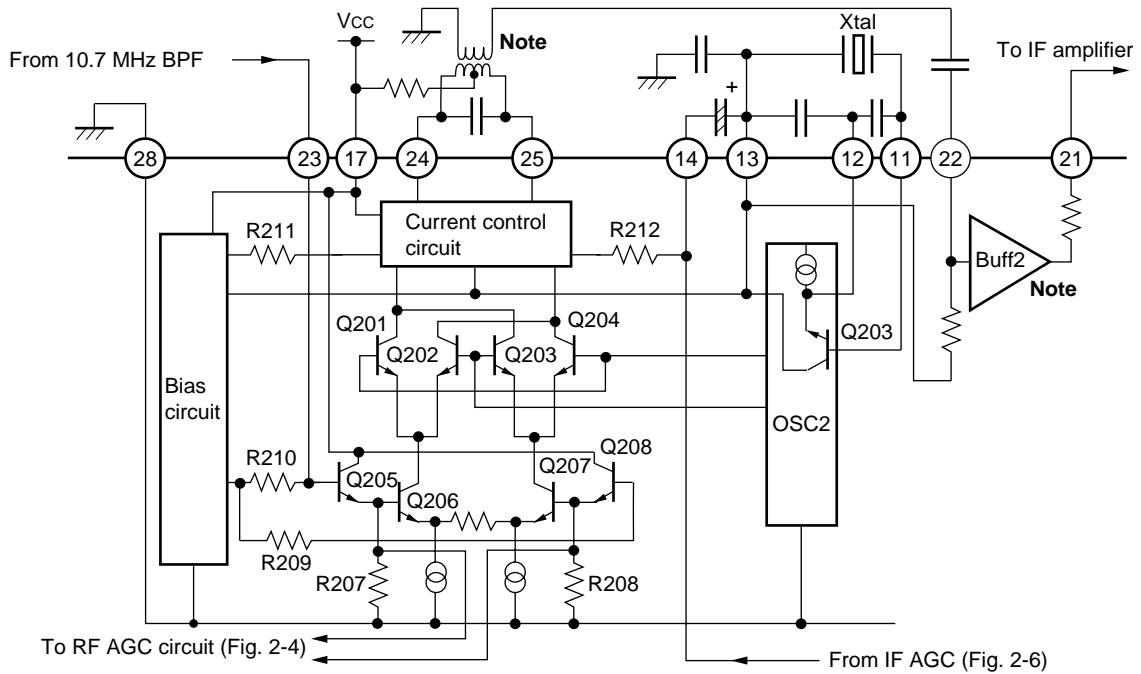 Vcc
Note
Xtal
To IF amplifier
From 10.7 MHz BPF
+
28
23
17
24
25
14
13
12
11
22
21
R211
Current control
circuit
R212
Buff2
Note
Q201
Q204
Q202
Q203
Q203
Bias
circuit
OSC2
R210
Q205
Q206
Q207
Q208
R209
R207
R208
To RF AGC circuit (Fig. 2-4)
From IF AGC (Fig. 2-6)